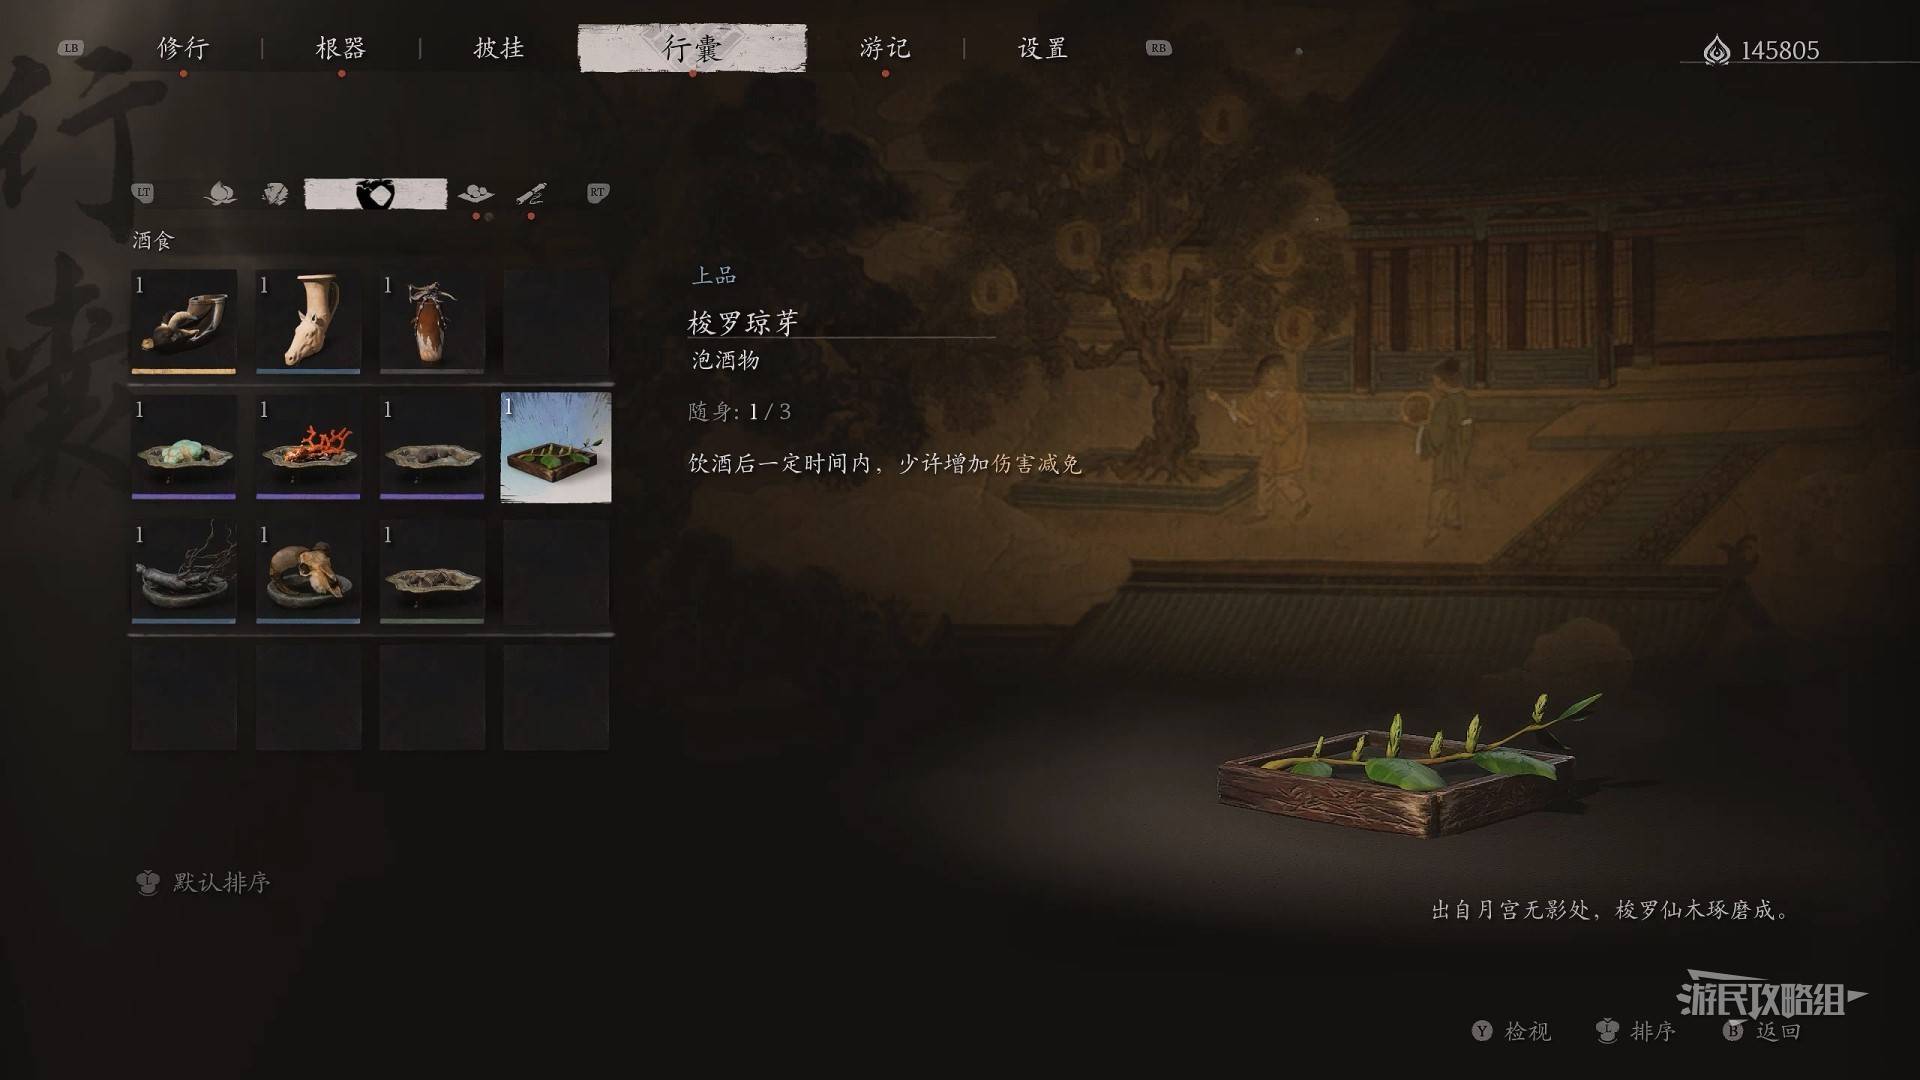 LB 修行 | 根器 | 披挂 行囊 游记 | 设置 RB 145805
行囊
LT RT
酒食
1 1 1
1 1 1 1
1 1 1
上品
梭罗琼芽
泡酒物
随身: 1 / 3
饮酒后一定时间内，少许增加伤害减免
L 默认排序
出自月宫无影处，梭罗仙木琢磨成。
游民攻略组
Y 检视 L 排序 B 返回